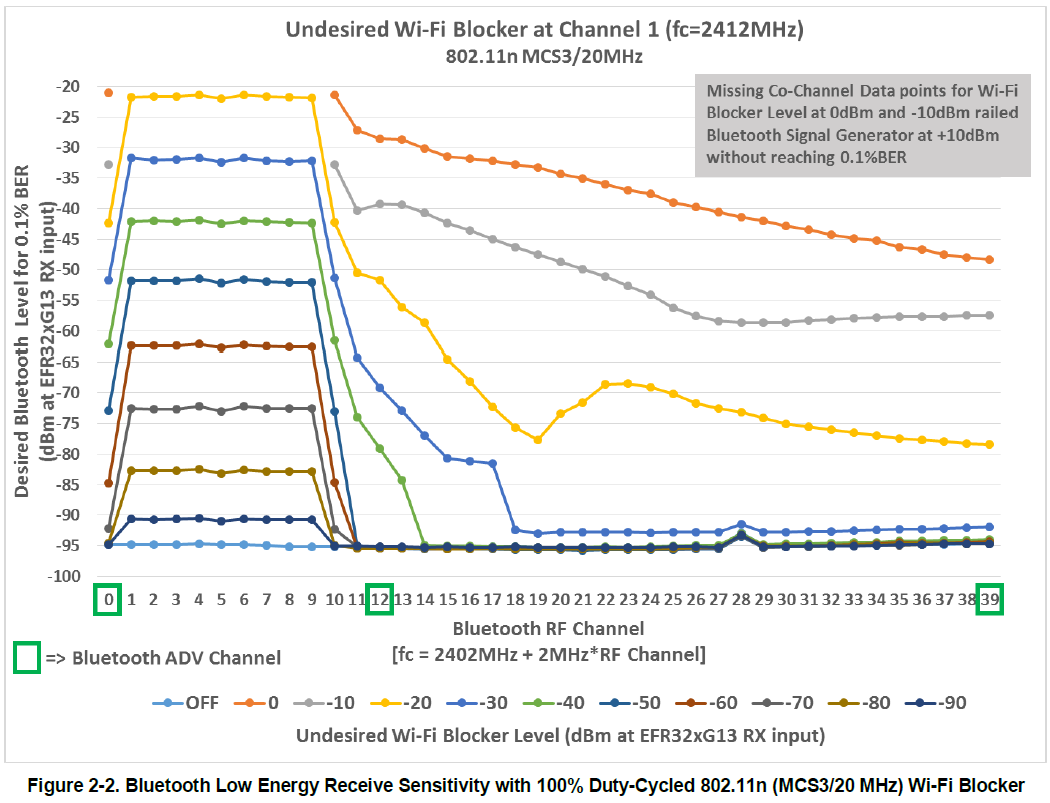 Undesired Wi-Fi Blocker at Channel 1 (fc=2412MHz)
802.11n MCS3/20MHz
Missing Co-Channel Data points for Wi-Fi
Blocker Level at 0dBm and -10dBm railed
Bluetooth Signal Generator at +10dBm
without reaching 0.1%BER
Desired Bluetooth Level for 0.1% BER
(dBm at EFR32xG13 RX input)
-20
-25
-30
-35
-40
-45
-50
-55
-60
-65
-70
-75
-80
-85
-90
-95
-100
0 1 2 3 4 5 6 7 8 9 10 11 12 13 14 15 16 17 18 19 20 21 22 23 24 25 26 27 28 29 30 31 32 33 34 35 36 37 38 39
Bluetooth RF Channel
[fc = 2402MHz + 2MHz*RF Channel]
=> Bluetooth ADV Channel
OFF 0 -10 -20 -30 -40 -50 -60 -70 -80 -90
Undesired Wi-Fi Blocker Level (dBm at EFR32xG13 RX input)
Figure 2-2. Bluetooth Low Energy Receive Sensitivity with 100% Duty-Cycled 802.11n (MCS3/20 MHz) Wi-Fi Blocker